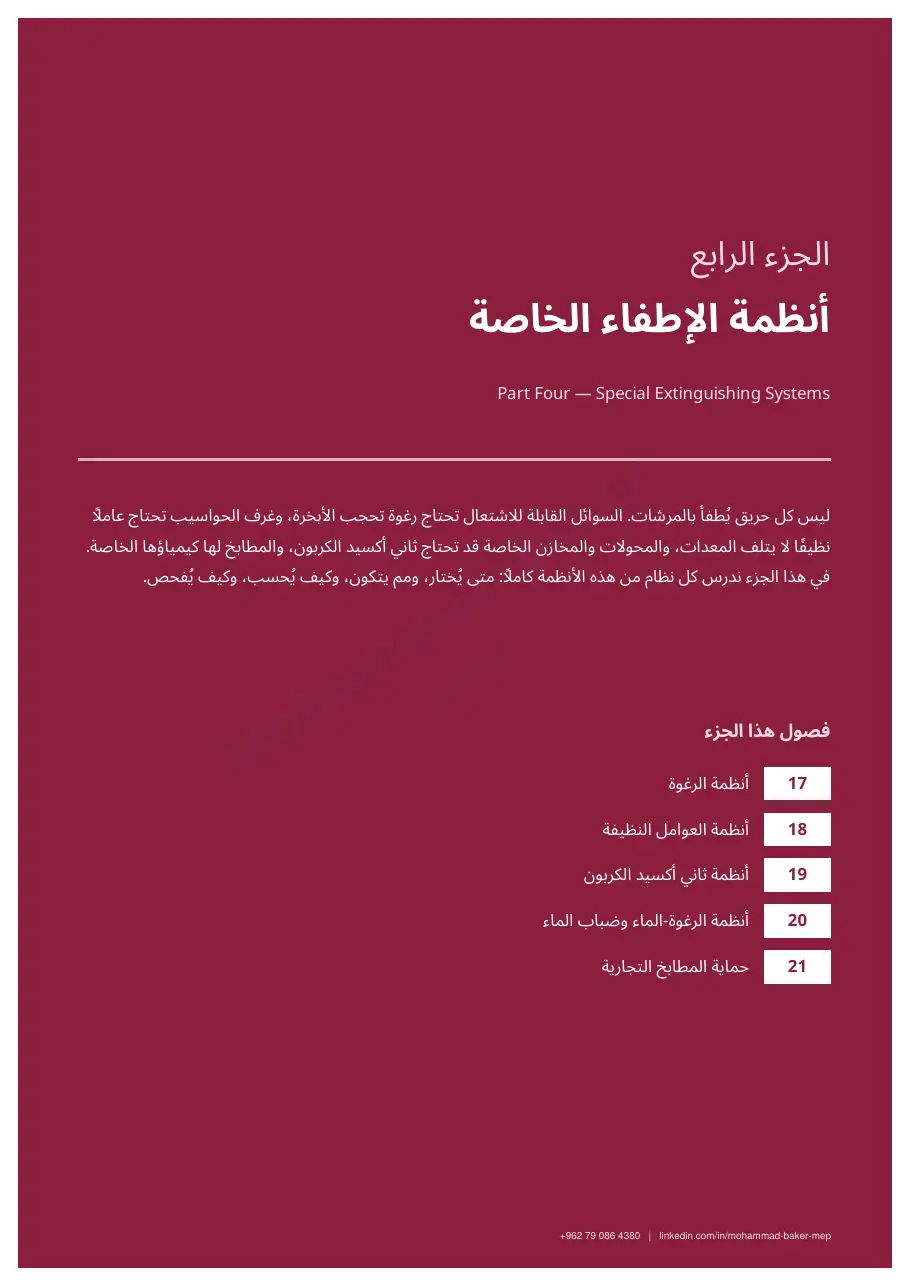 الجزء الرابع
أنظمة الإطفاء الخاصة
Part Four — Special Extinguishing Systems
ليس كل حريق يُطفأ بالمرشات. السوائل القابلة للاشتعال تحتاج رغوة تحجب الأبخرة، وغرف الحواسيب تحتاج عاملًا
نظيفًا لا يتلف المعدات، والمحولات والمخازن الخاصة قد تحتاج ثاني أكسيد الكربون، والمطابخ لها كيمياؤها الخاصة.
في هذا الجزء ندرس كل نظام من هذه الأنظمة كاملًا: متى يُختار، ومم يتكون، وكيف يُحسب، وكيف يُفحص.
فصول هذا الجزء
17 أنظمة الرغوة
18 أنظمة العوامل النظيفة
19 أنظمة ثاني أكسيد الكربون
20 أنظمة الرغوة-الماء وضباب الماء
21 حماية المطابخ التجارية
+962 79 086 4380 | linkedin.com/in/mohammad-baker-mep